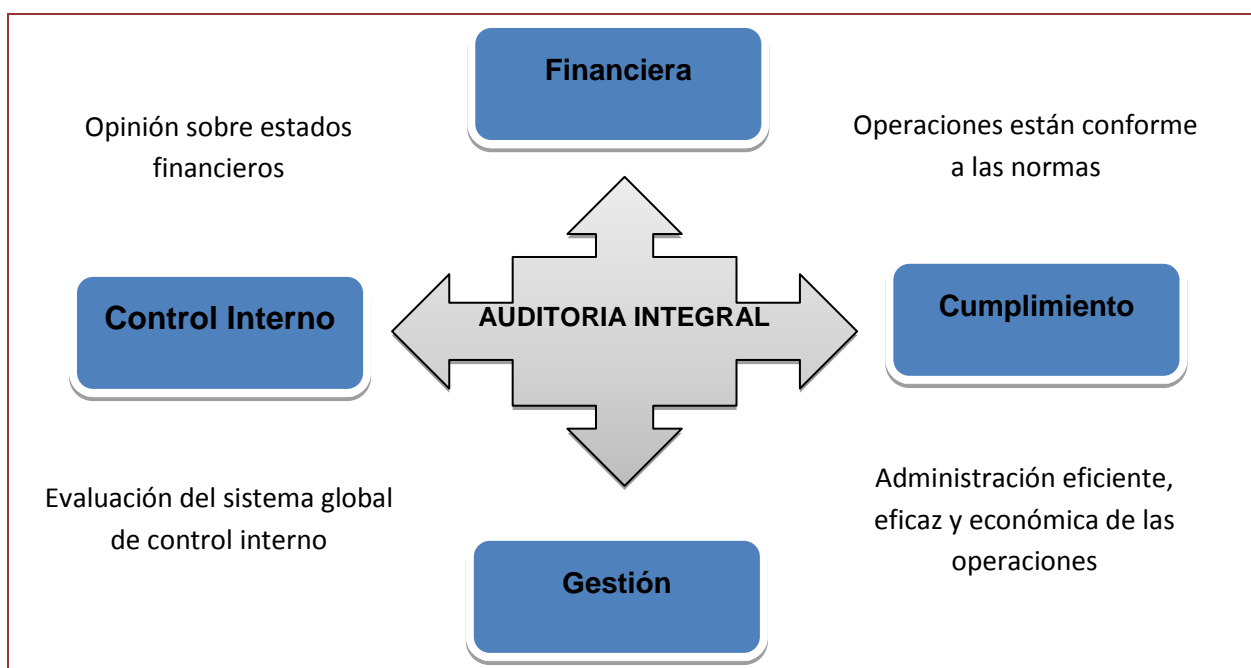 Financiera
Opinión sobre estados
financieros
Operaciones están conforme
a las normas
Control Interno
AUDITORIA INTEGRAL
Cumplimiento
Evaluación del sistema global
de control interno
Administración eficiente,
eficaz y económica de las
operaciones
Gestión